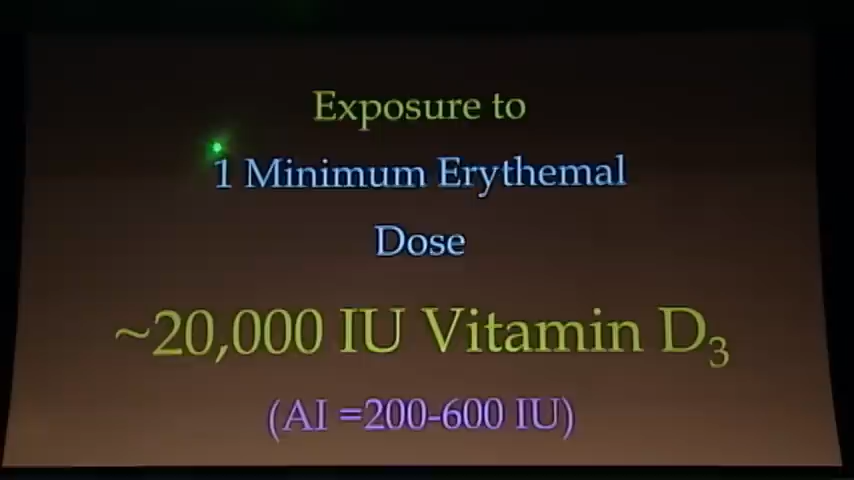 Exposure to
1 Minimum Erythemal
Dose
~20,000 IU Vitamin D₃
(AI =200-600 IU)